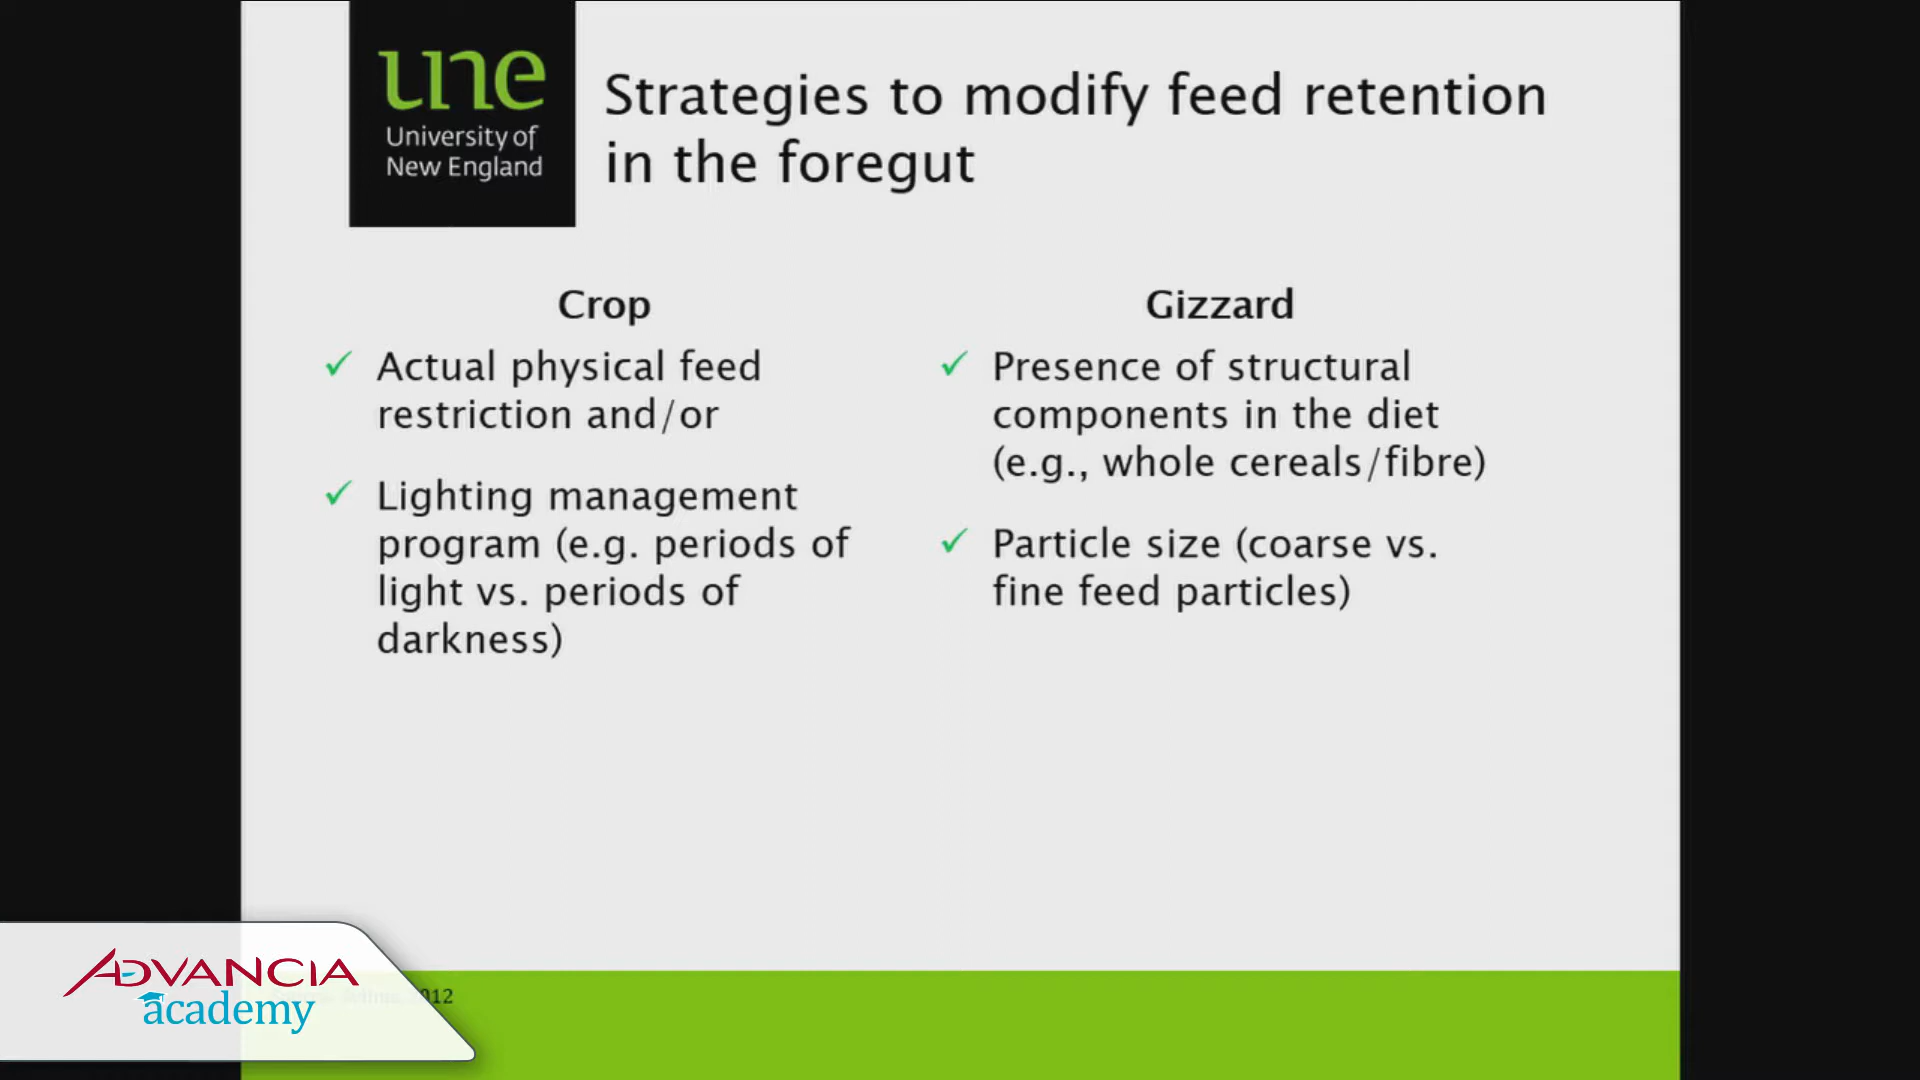 une
University of
New England
Strategies to modify feed retention
in the foregut
Crop
✓ Actual physical feed
restriction and/or
✓ Lighting management
program (e.g. periods of
light vs. periods of
darkness)
Gizzard
✓ Presence of structural
components in the diet
(e.g., whole cereals/fibre)
✓ Particle size (coarse vs.
fine feed particles)
2012
ADVANCIA
academy